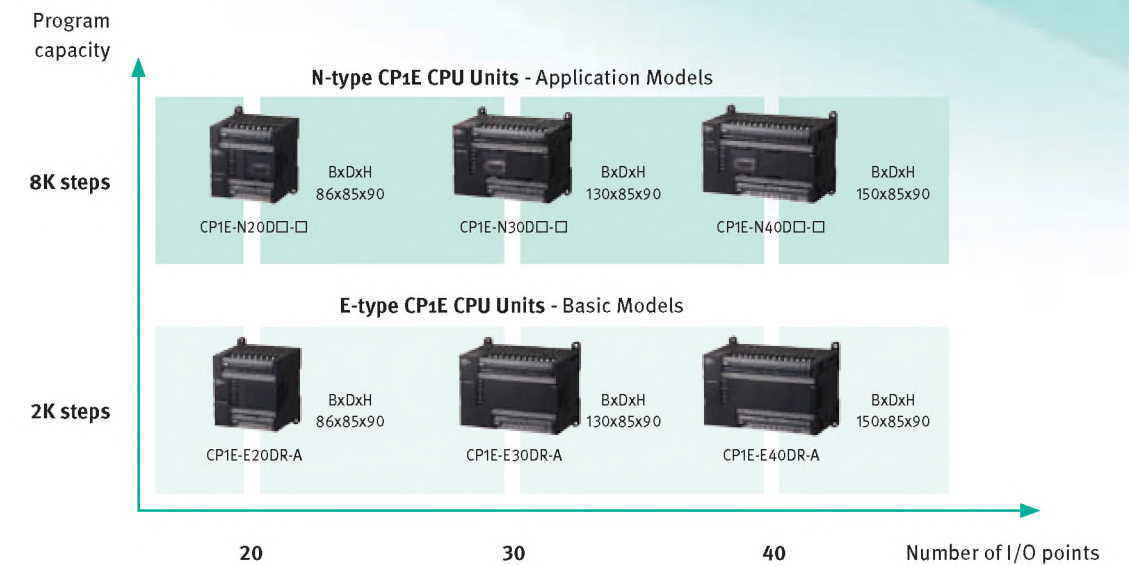 Program
capacity
N-type CP1E CPU Units - Application Models
8K steps
BxDxH
86x85x90
CP1E-N20D□-□
BxDxH
130x85x90
CP1E-N30D□-□
BxDxH
150x85x90
CP1E-N40D□-□
E-type CP1E CPU Units - Basic Models
2K steps
BxDxH
86x85x90
CP1E-E20DR-A
BxDxH
130x85x90
CP1E-E30DR-A
BxDxH
150x85x90
CP1E-E40DR-A
20
30
40
Number of I/O points